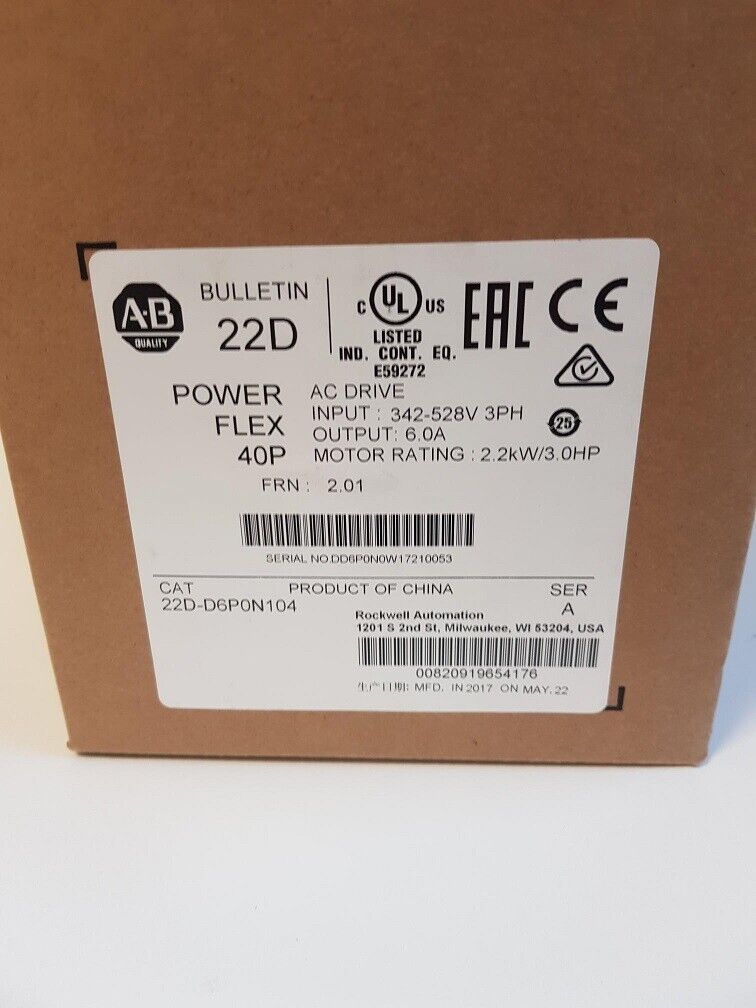 A·B
QUALITY
BULLETIN
22D
C UL US
LISTED
IND. CONT. EQ.
E59272
EAC CE
POWER
FLEX
40P
AC DRIVE
INPUT : 342-528V 3PH
OUTPUT: 6.0A
MOTOR RATING : 2.2kW/3.0HP
25
FRN : 2.01
SERIAL NO.DD6P0N0W17210053
CAT PRODUCT OF CHINA SER
22D-D6P0N104 A
Rockwell Automation
1201 S 2nd St, Milwaukee, WI 53204, USA
00820919654176
生产日期: MFD. IN 2017 ON MAY. 22